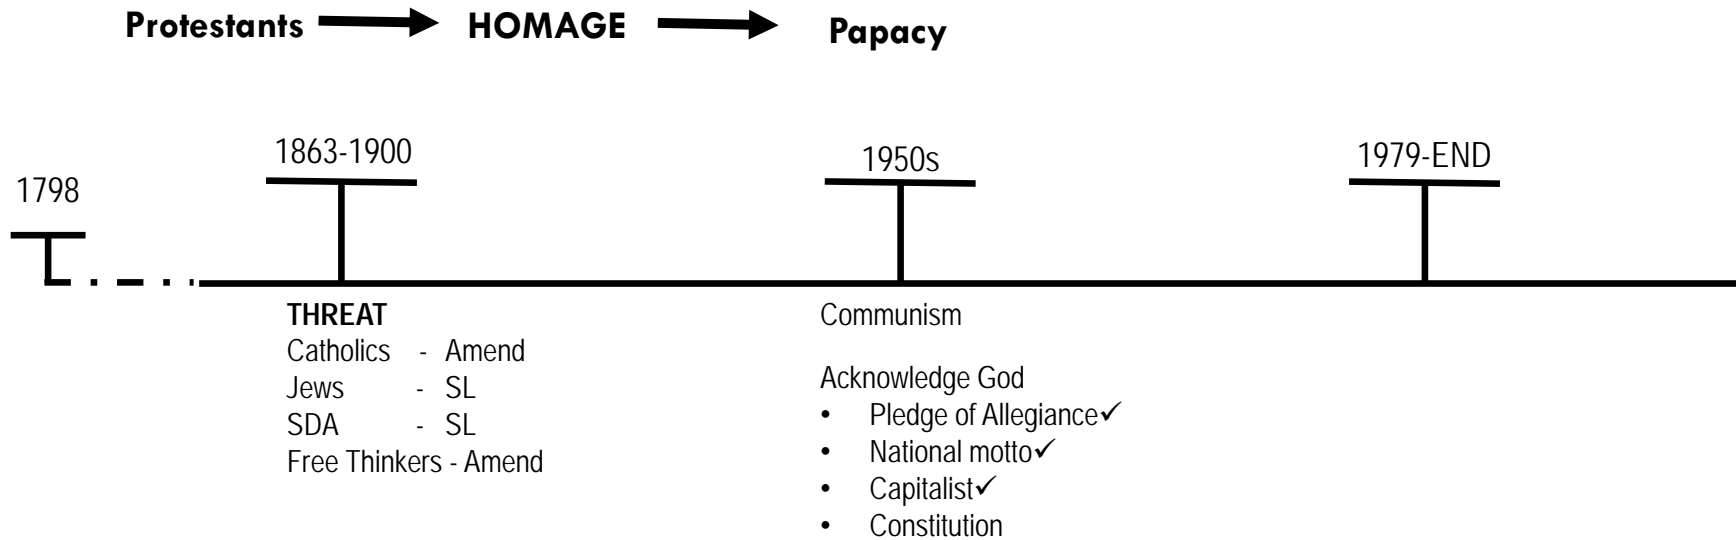 Protestants HOMAGE Papacy
1798
1863-1900
1950s
1979-END
THREAT
Catholics - Amend
Jews - SL
SDA - SL
Free Thinkers - Amend
Communism
Acknowledge God
• Pledge of Allegiance✓
• National motto✓
• Capitalist✓
• Constitution